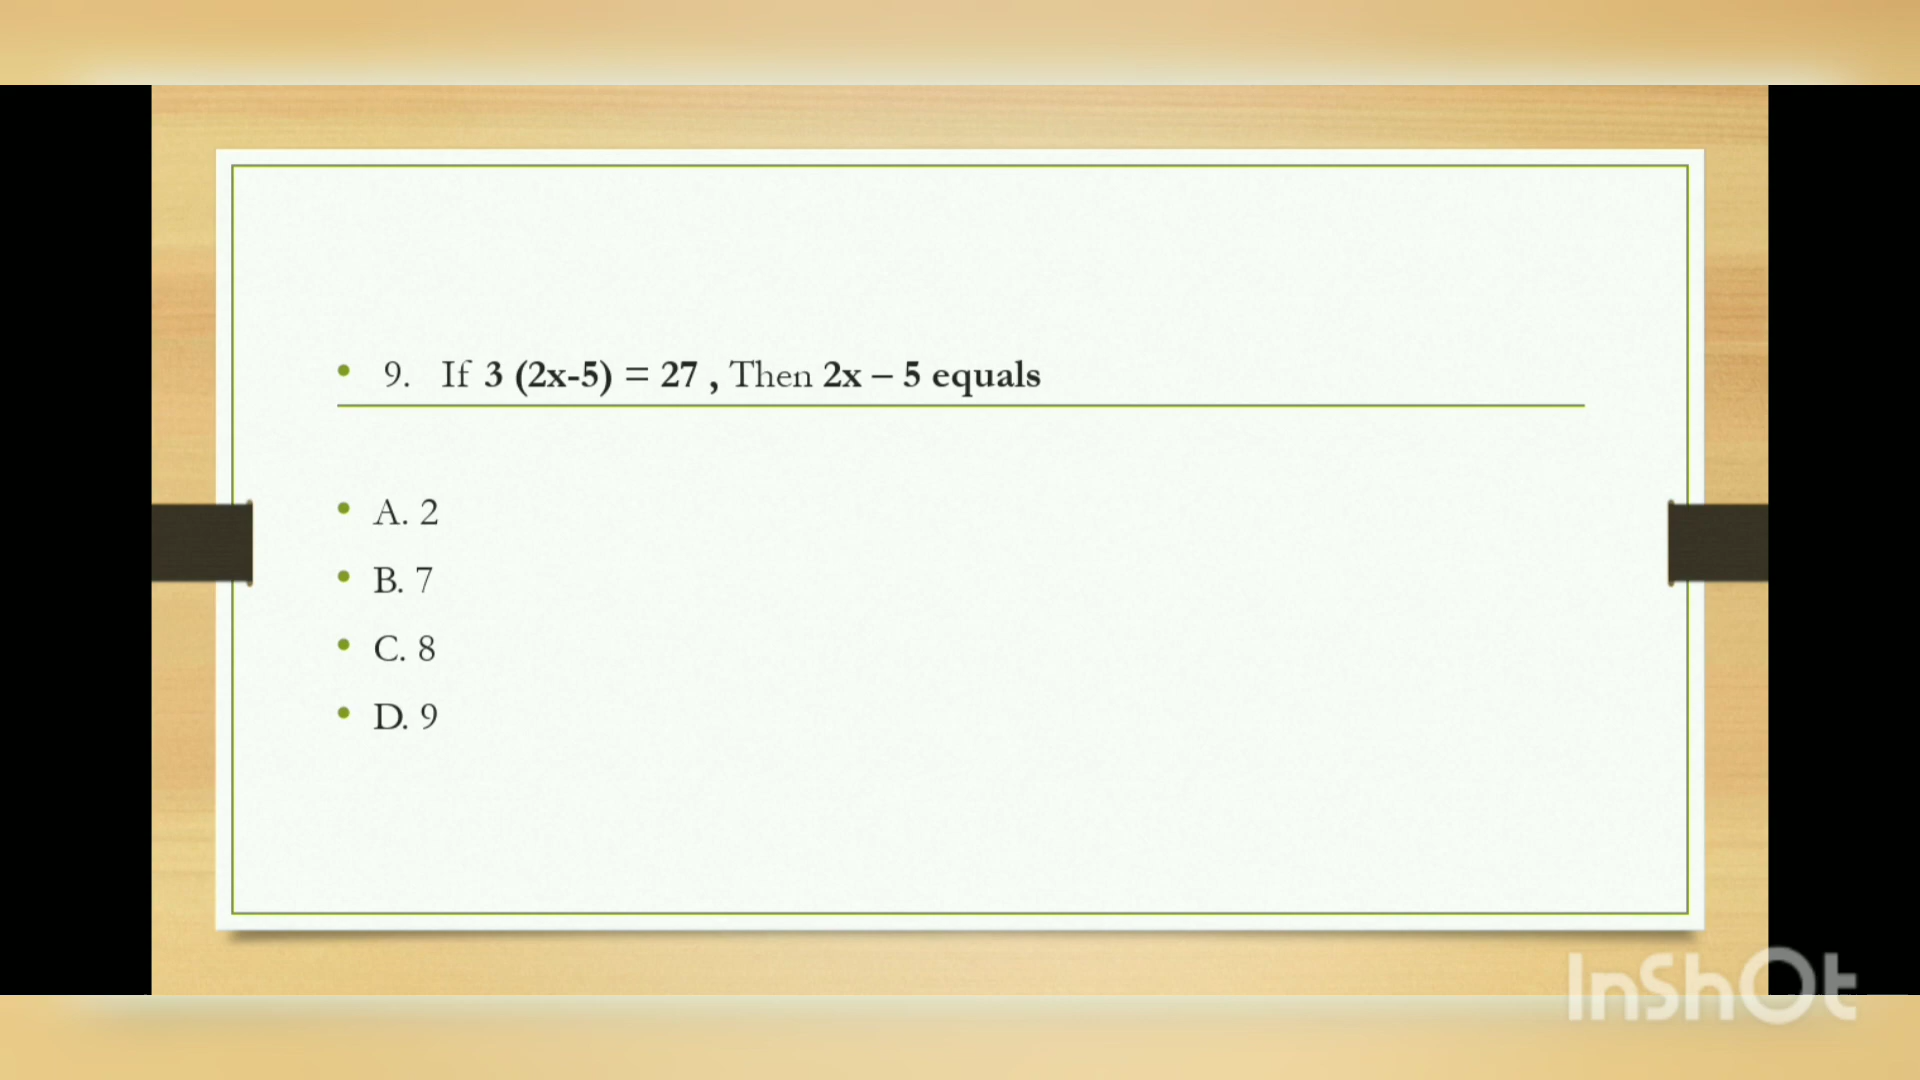 • 9. If 3 (2x-5) = 27 , Then 2x – 5 equals
• A. 2
• B. 7
• C. 8
• D. 9
InShOt